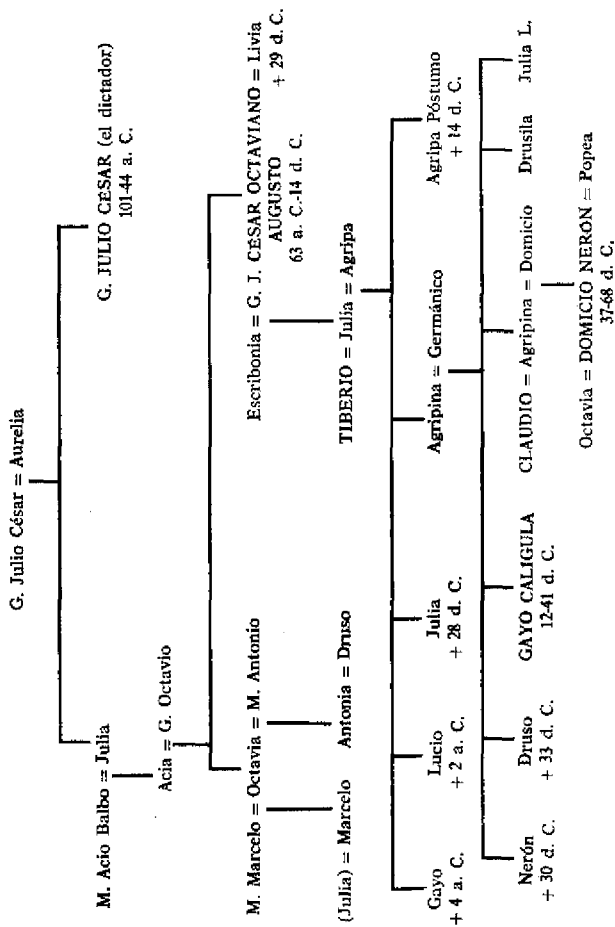 G. Julio César = Aurelia
M. Acio Balbo = Julia
G. JULIO CÉSAR (el dictador)
101-44 a. C.
Acia = G. Octavio
M. Marcelo = Octavia = M. Antonio
Escribonia = G. J. CÉSAR OCTAVIANO = Livia
AUGUSTO
+ 29 d. C.
63 a. C.-14 d. C.
(Julia) = Marcelo
Antonia = Druso
TIBERIO = Julia = Agripa
Gayo
+ 4 a. C.
Lucio
+ 2 a. C.
Julia
+ 28 d. C.
Agripina = Germánico
Agripa Póstumo
+ 14 d. C.
Nerón
+ 30 d. C.
Druso
+ 33 d. C.
GAYO CALIGULA
12-41 d. C.
CLAUDIO = Agripina = Domicio
Drusila
Julia L.
Octavia = DOMICIO NERON = Popea
37-68 d. C.